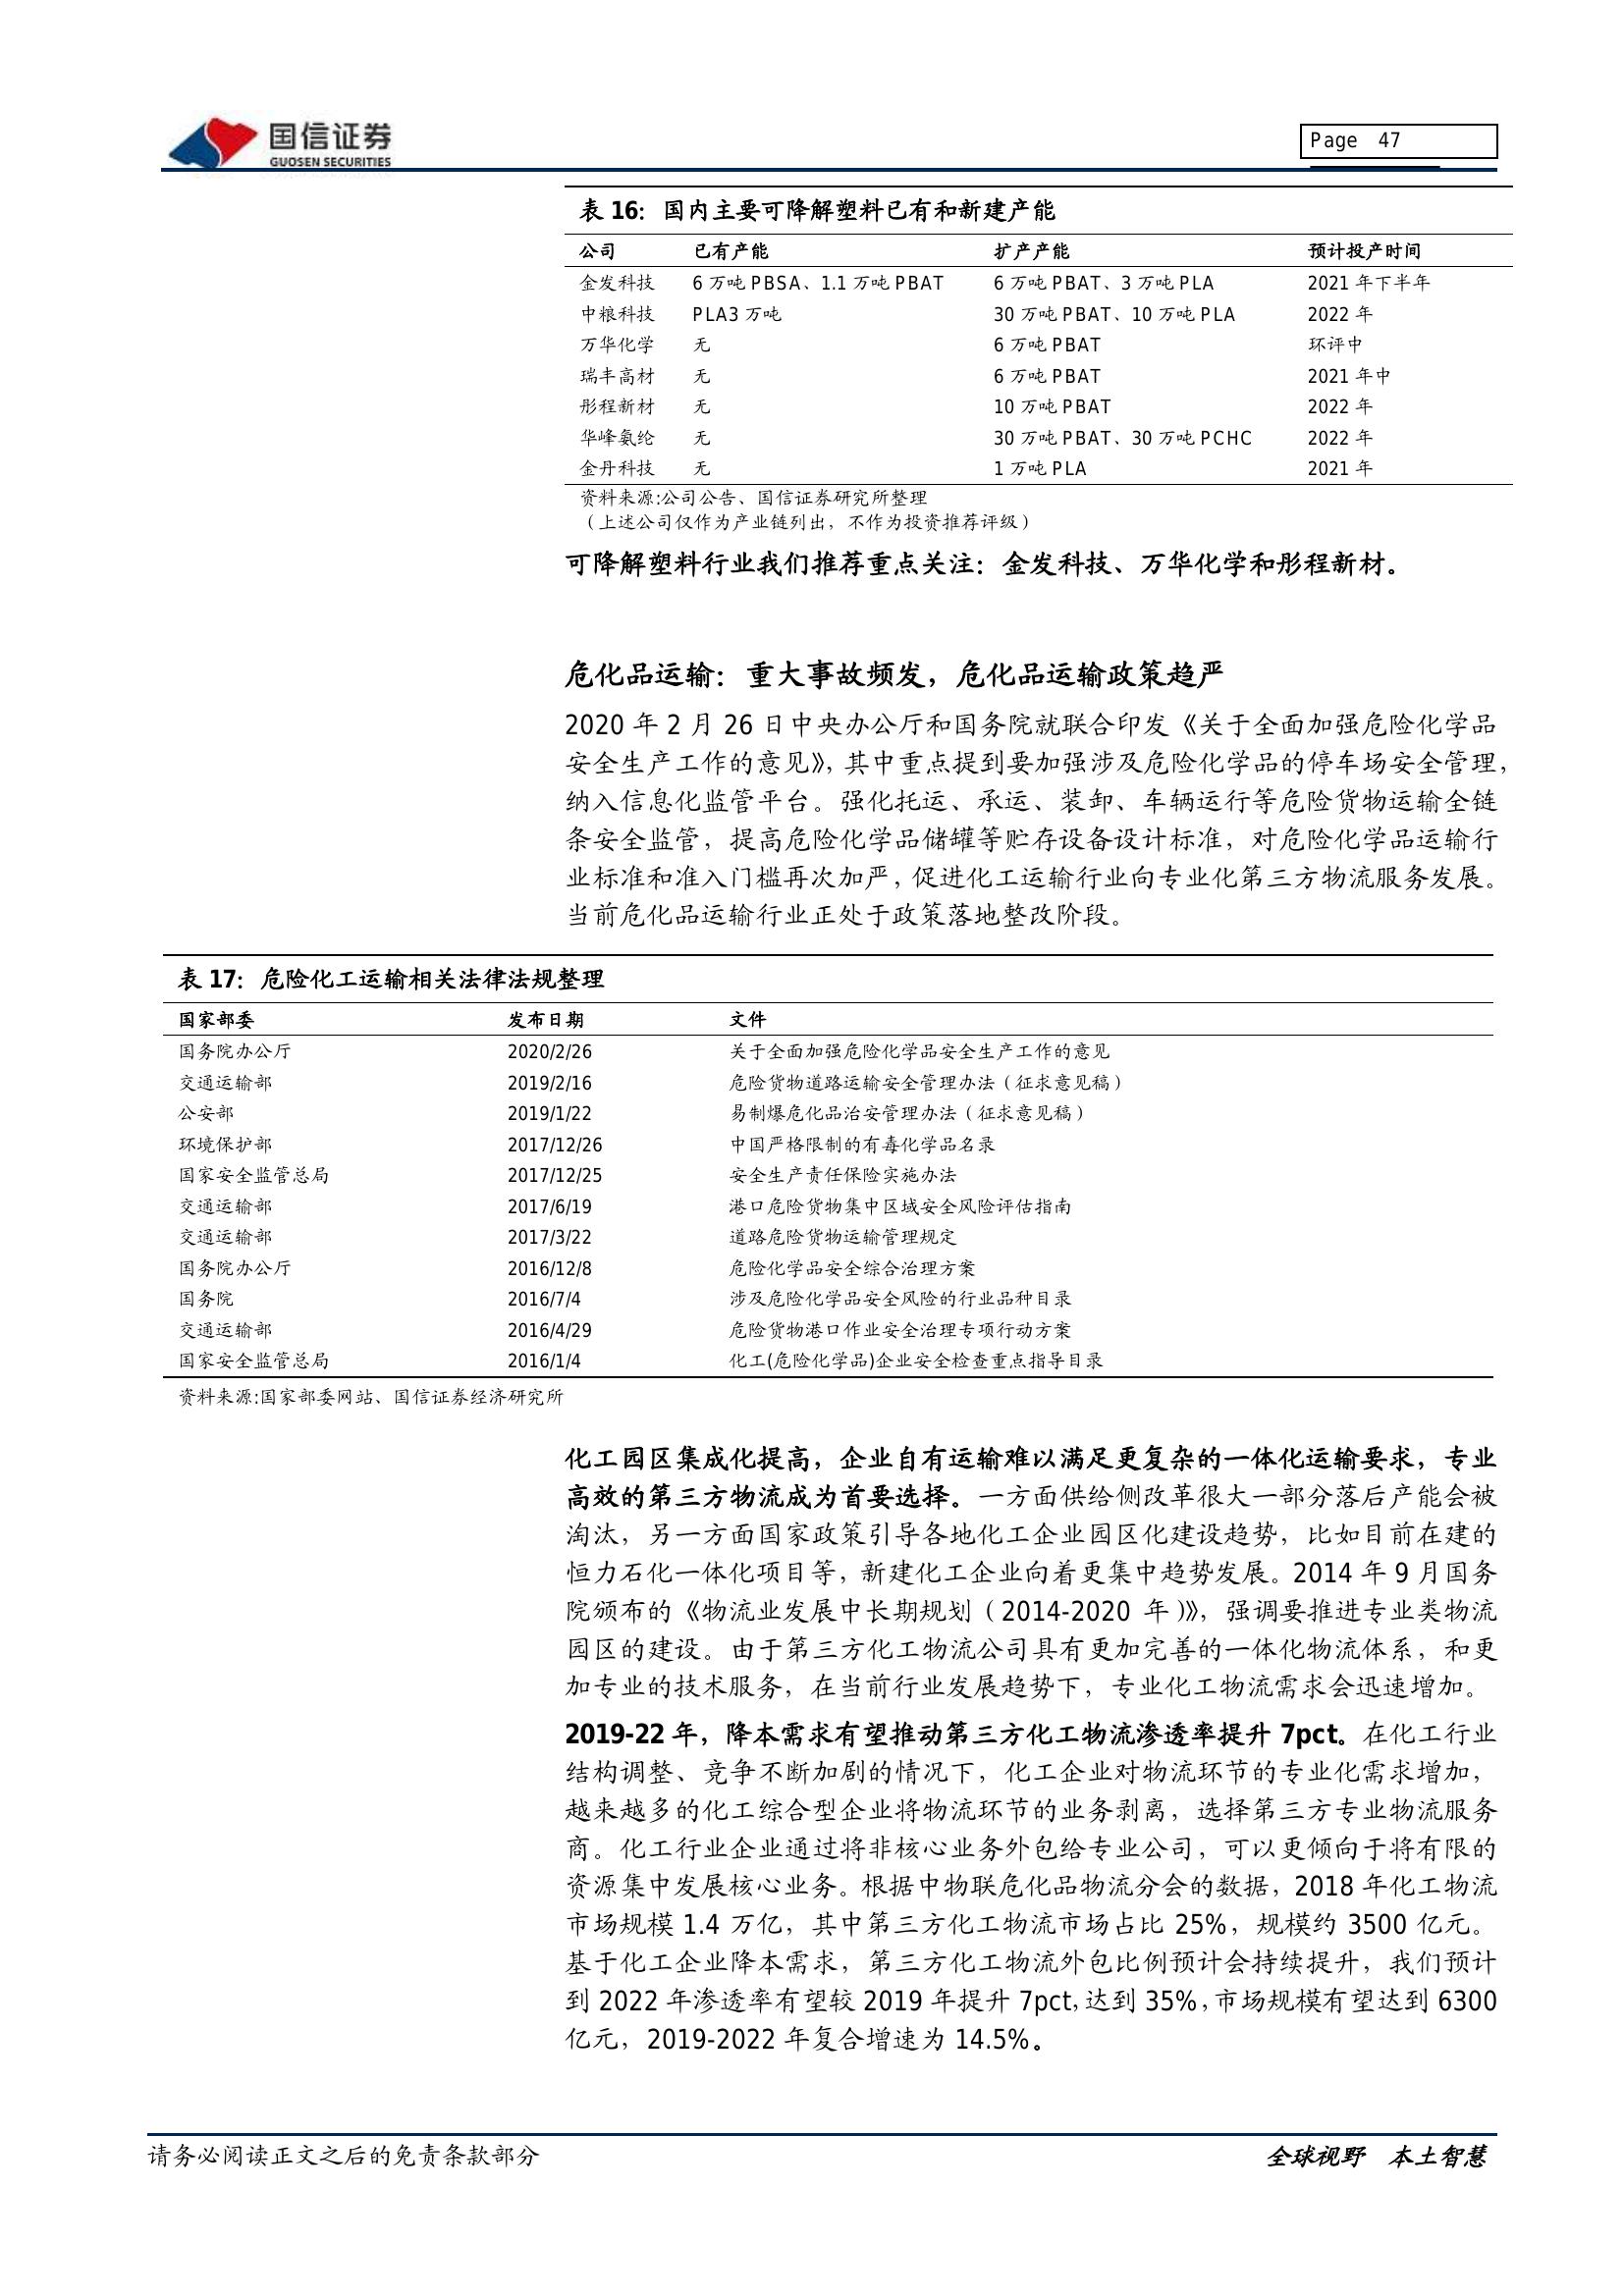 国信证券
GUOSEN SECURITIES
Page 47
表 16：国内主要可降解塑料已有和新建产能
公司 已有产能 扩产产能 预计投产时间
金发科技 6 万吨 PBSA、1.1 万吨 PBAT 6 万吨 PBAT、3 万吨 PLA 2021 年下半年
中粮科技 PLA3 万吨 30 万吨 PBAT、10 万吨 PLA 2022 年
万华化学 无 6 万吨 PBAT 环评中
瑞丰高材 无 6 万吨 PBAT 2021 年中
彤程新材 无 10 万吨 PBAT 2022 年
华峰氨纶 无 30 万吨 PBAT、30 万吨 PCHC 2022 年
金丹科技 无 1 万吨 PLA 2021 年
资料来源:公司公告、国信证券研究所整理
（上述公司仅作为产业链列出，不作为投资推荐评级）
可降解塑料行业我们推荐重点关注：金发科技、万华化学和彤程新材。
危化品运输：重大事故频发，危化品运输政策趋严
2020 年 2 月 26 日中央办公厅和国务院就联合印发《关于全面加强危险化学品
安全生产工作的意见》，其中重点提到要加强涉及危险化学品的停车场安全管理，
纳入信息化监管平台。强化托运、承运、装卸、车辆运行等危险货物运输全链
条安全监管，提高危险化学品储罐等贮存设备设计标准，对危险化学品运输行
业标准和准入门槛再次加严，促进化工运输行业向专业化第三方物流服务发展。
当前危化品运输行业正处于政策落地整改阶段。
表 17：危险化工运输相关法律法规整理
国家部委 发布日期 文件
国务院办公厅 2020/2/26 关于全面加强危险化学品安全生产工作的意见
交通运输部 2019/2/16 危险货物道路运输安全管理办法（征求意见稿）
公安部 2019/1/22 易制爆危化品治安管理办法（征求意见稿）
环境保护部 2017/12/26 中国严格限制的有毒化学品名录
国家安全监管总局 2017/12/25 安全生产责任保险实施办法
交通运输部 2017/6/19 港口危险货物集中区域安全风险评估指南
交通运输部 2017/3/22 道路危险货物运输管理规定
国务院办公厅 2016/12/8 危险化学品安全综合治理方案
国务院 2016/7/4 涉及危险化学品安全风险的行业品种目录
交通运输部 2016/4/29 危险货物港口作业安全治理专项行动方案
国家安全监管总局 2016/1/4 化工(危险化学品)企业安全检查重点指导目录
资料来源:国家部委网站、国信证券经济研究所
化工园区集成化提高，企业自有运输难以满足更复杂的一体化运输要求，专业
高效的第三方物流成为首要选择。一方面供给侧改革很大一部分落后产能会被
淘汰，另一方面国家政策引导各地化工企业园区化建设趋势，比如目前在建的
恒力石化一体化项目等，新建化工企业向着更集中趋势发展。2014 年 9 月国务
院颁布的《物流业发展中长期规划（2014-2020 年）》，强调要推进专业类物流
园区的建设。由于第三方化工物流公司具有更加完善的一体化物流体系，和更
加专业的技术服务，在当前行业发展趋势下，专业化工物流需求会迅速增加。
2019-22 年，降本需求有望推动第三方化工物流渗透率提升 7pct。在化工行业
结构调整、竞争不断加剧的情况下，化工企业对物流环节的专业化需求增加，
越来越多的化工综合型企业将物流环节的业务剥离，选择第三方专业物流服务
商。化工行业企业通过将非核心业务外包给专业公司，可以更倾向于将有限的
资源集中发展核心业务。根据中物联危化品物流分会的数据，2018 年化工物流
市场规模 1.4 万亿，其中第三方化工物流市场占比 25%，规模约 3500 亿元。
基于化工企业降本需求，第三方化工物流外包比例预计会持续提升，我们预计
到 2022 年渗透率有望较 2019 年提升 7pct，达到 35%，市场规模有望达到 6300
亿元，2019-2022 年复合增速为 14.5%。
请务必阅读正文之后的免责条款部分 全球视野 本土智慧